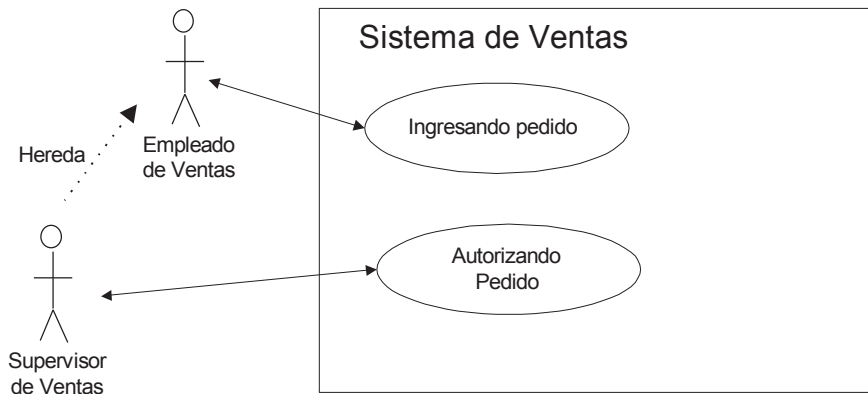 Sistema de Ventas
Ingresando pedido
Empleado
de Ventas
Hereda
Autorizando
Pedido
Supervisor
de Ventas